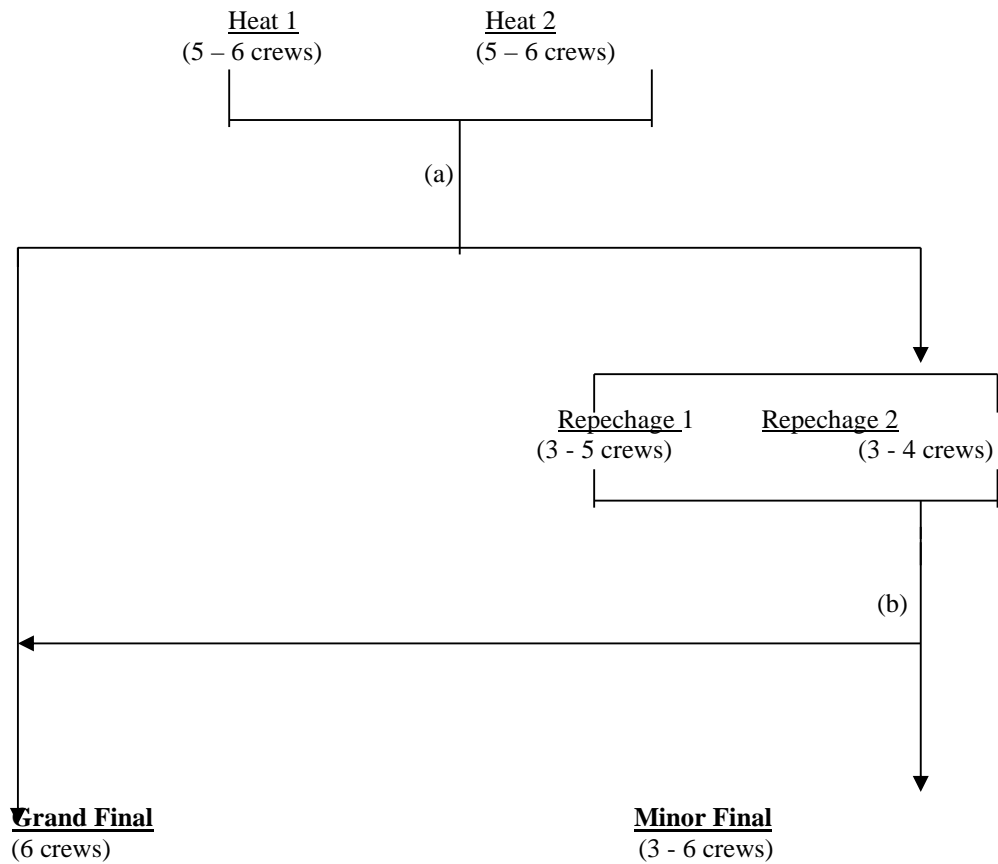 Heat 1 Heat 2
(5 – 6 crews) (5 – 6 crews)
(a)
Repechage 1 Repechage 2
(3 - 5 crews) (3 - 4 crews)
(b)
Grand Final Minor Final
(6 crews) (3 - 6 crews)